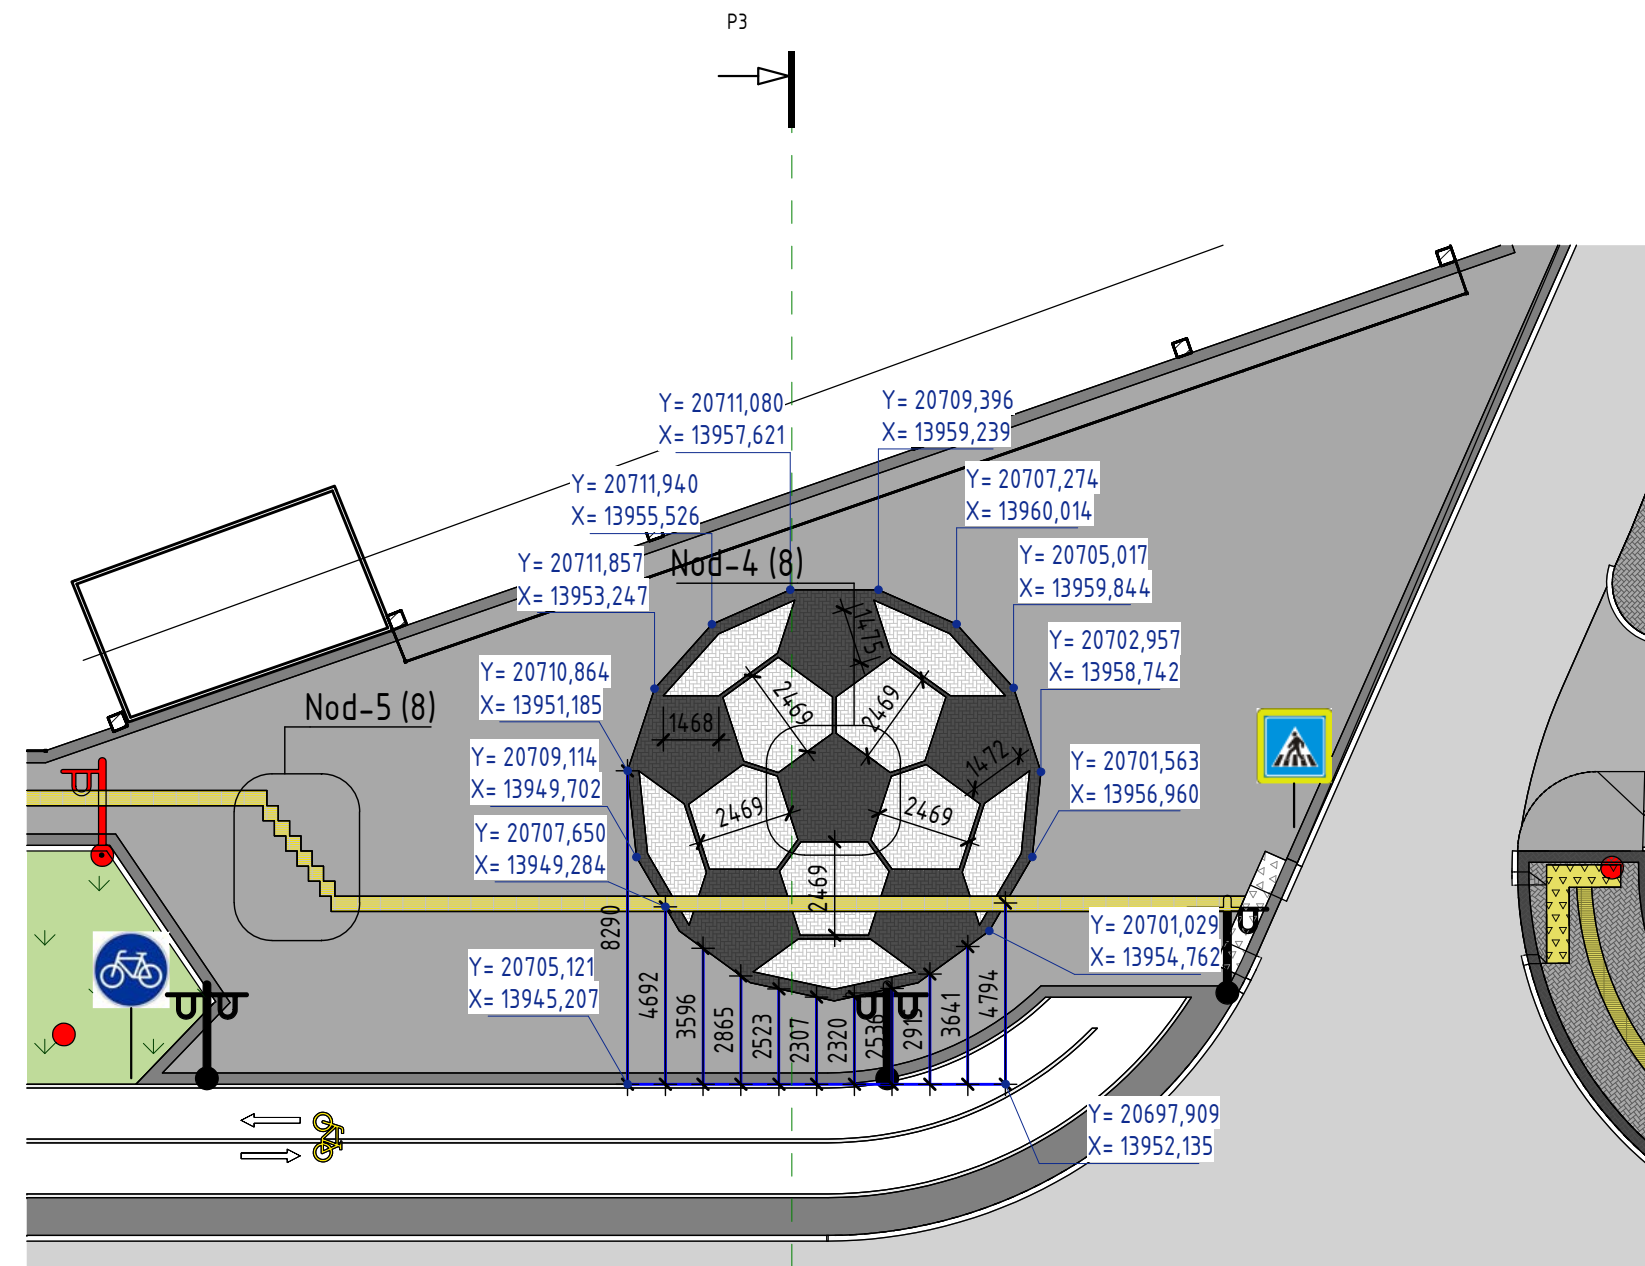 P3
Y= 20711,080
X= 13957,621
Y= 20709,396
X= 13959,239
Y= 20711,940
X= 13955,526
Y= 20707,274
X= 13960,014
Nod-4 (8)
Y= 20711,857
X= 13953,247
Y= 20705,017
X= 13959,844
1475
Y= 20702,957
X= 13958,742
Y= 20710,864
X= 13951,185
2469
2469
Nod-5 (8)
1468
1472
Y= 20709,114
X= 13949,702
Y= 20701,563
X= 13956,960
2469
2469
Y= 20707,650
X= 13949,284
2469
Y= 20701,029
X= 13954,762
8290
Y= 20705,121
X= 13945,207
4692
3596
2865
2523
2307
2320
2536
3641
4794
Y= 20697,909
X= 13952,135